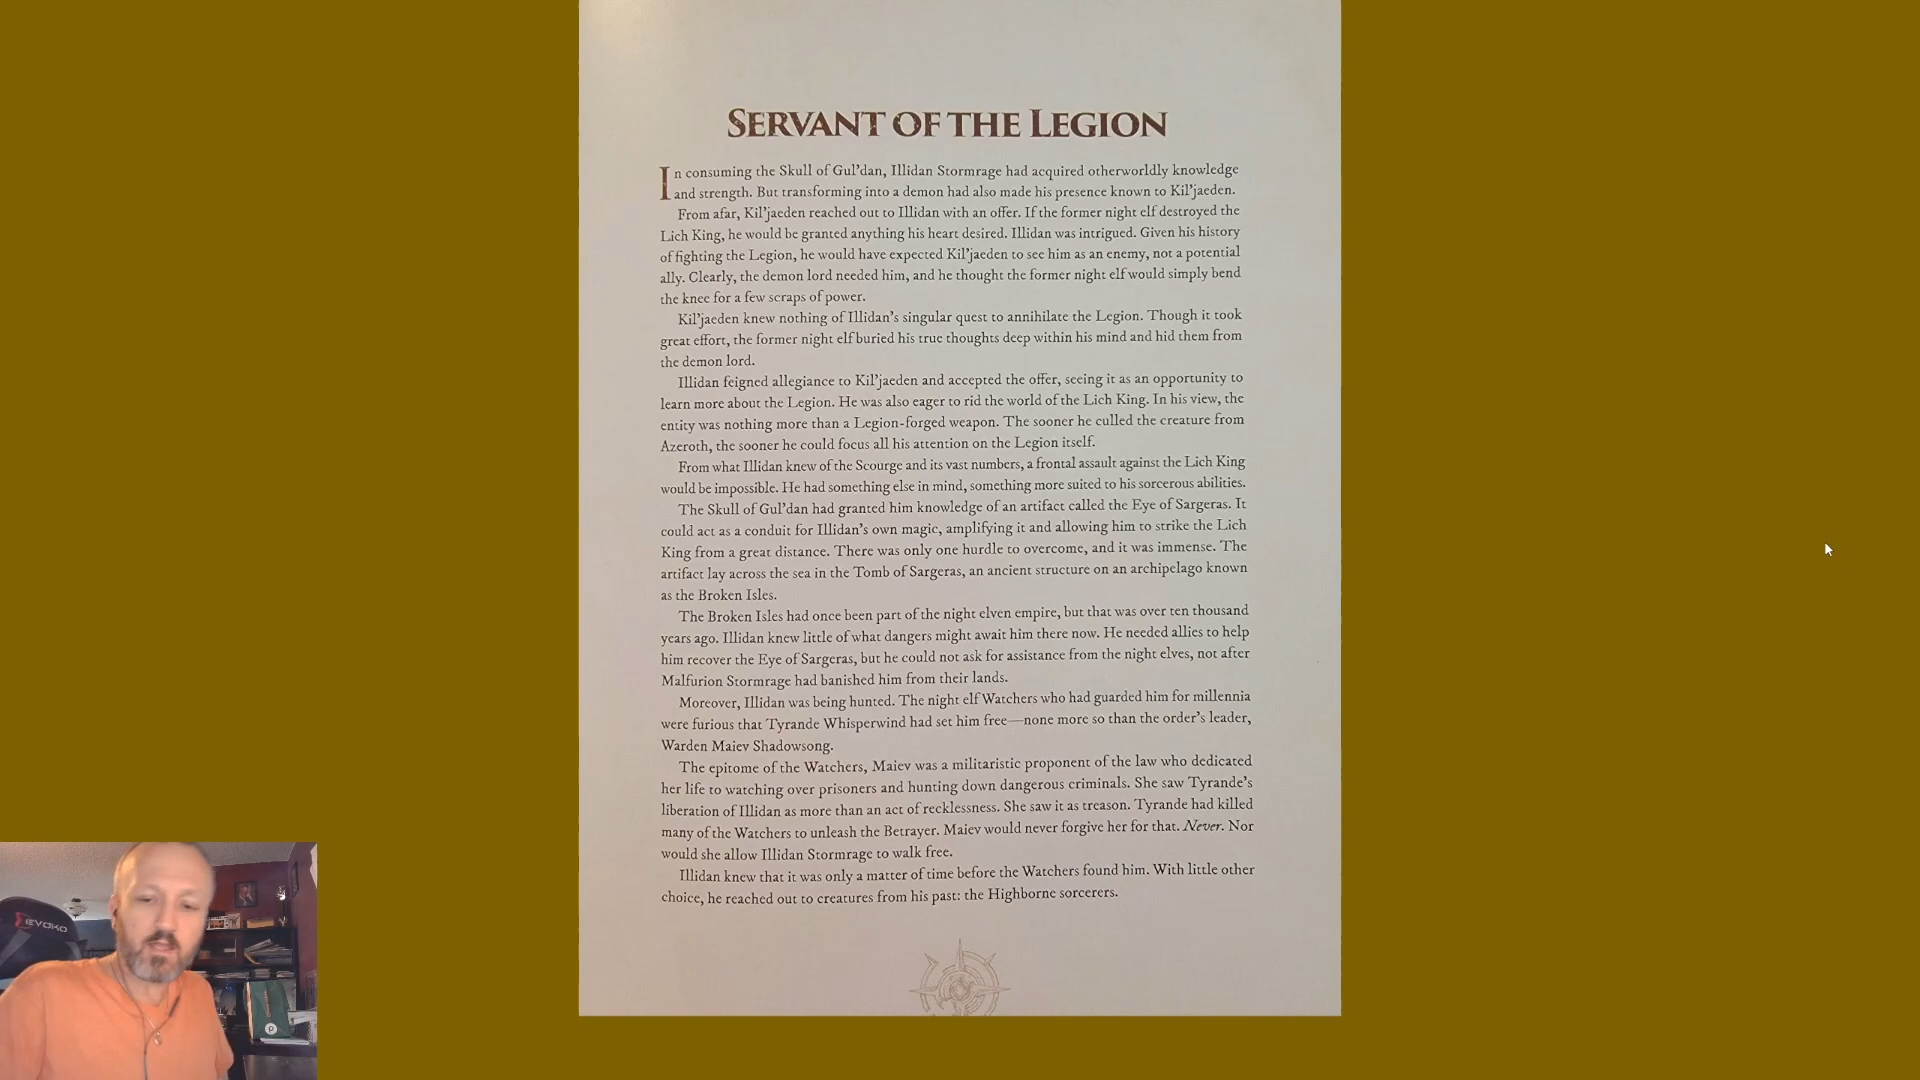 SERVANT OF THE LEGION
In consuming the Skull of Gul'dan, Illidan Stormrage had acquired otherworldly knowledge
and strength. But transforming into a demon had also made his presence known to Kil'jaeden.
From afar, Kil'jaeden reached out to Illidan with an offer. If the former night elf destroyed the
Lich King, he would be granted anything his heart desired. Illidan was intrigued. Given his history
of fighting the Legion, he would have expected Kil'jaeden to see him as an enemy, not a potential
ally. Clearly, the demon lord needed him, and he thought the former night elf would simply bend
the knee for a few scraps of power.
Kil'jaeden knew nothing of Illidan's singular quest to annihilate the Legion. Though it took
great effort, the former night elf buried his true thoughts deep within his mind and hid them from
the demon lord.
Illidan feigned allegiance to Kil'jaeden and accepted the offer, seeing it as an opportunity to
learn more about the Legion. He was also eager to rid the world of the Lich King. In his view, the
entity was nothing more than a Legion-forged weapon. The sooner he culled the creature from
Azeroth, the sooner he could focus all his attention on the Legion itself.
From what Illidan knew of the Scourge and its vast numbers, a frontal assault against the Lich King
would be impossible. He had something else in mind, something more suited to his sorcerous abilities.
The Skull of Gul'dan had granted him knowledge of an artifact called the Eye of Sargeras. It
could act as a conduit for Illidan's own magic, amplifying it and allowing him to strike the Lich
King from a great distance. There was only one hurdle to overcome, and it was immense. The
artifact lay across the sea in the Tomb of Sargeras, an ancient structure on an archipelago known
as the Broken Isles.
The Broken Isles had once been part of the night elven empire, but that was over ten thousand
years ago. Illidan knew little of what dangers might await him there now. He needed allies to help
him recover the Eye of Sargeras, but he could not ask for assistance from the night elves, not after
Malfurion Stormrage had banished him from their lands.
Moreover, Illidan was being hunted. The night elf Watchers who had guarded him for millennia
were furious that Tyrande Whisperwind had set him free—none more so than the order's leader,
Warden Maiev Shadowsong.
The epitome of the Watchers, Maiev was a militaristic proponent of the law who dedicated
her life to watching over prisoners and hunting down dangerous criminals. She saw Tyrande's
liberation of Illidan as more than an act of recklessness. She saw it as treason. Tyrande had killed
many of the Watchers to unleash the Betrayer. Maiev would never forgive her for that. Never. Nor
would she allow Illidan Stormrage to walk free.
Illidan knew that it was only a matter of time before the Watchers found him. With little other
choice, he reached out to creatures from his past: the Highborne sorcerers.
EVOKO
P